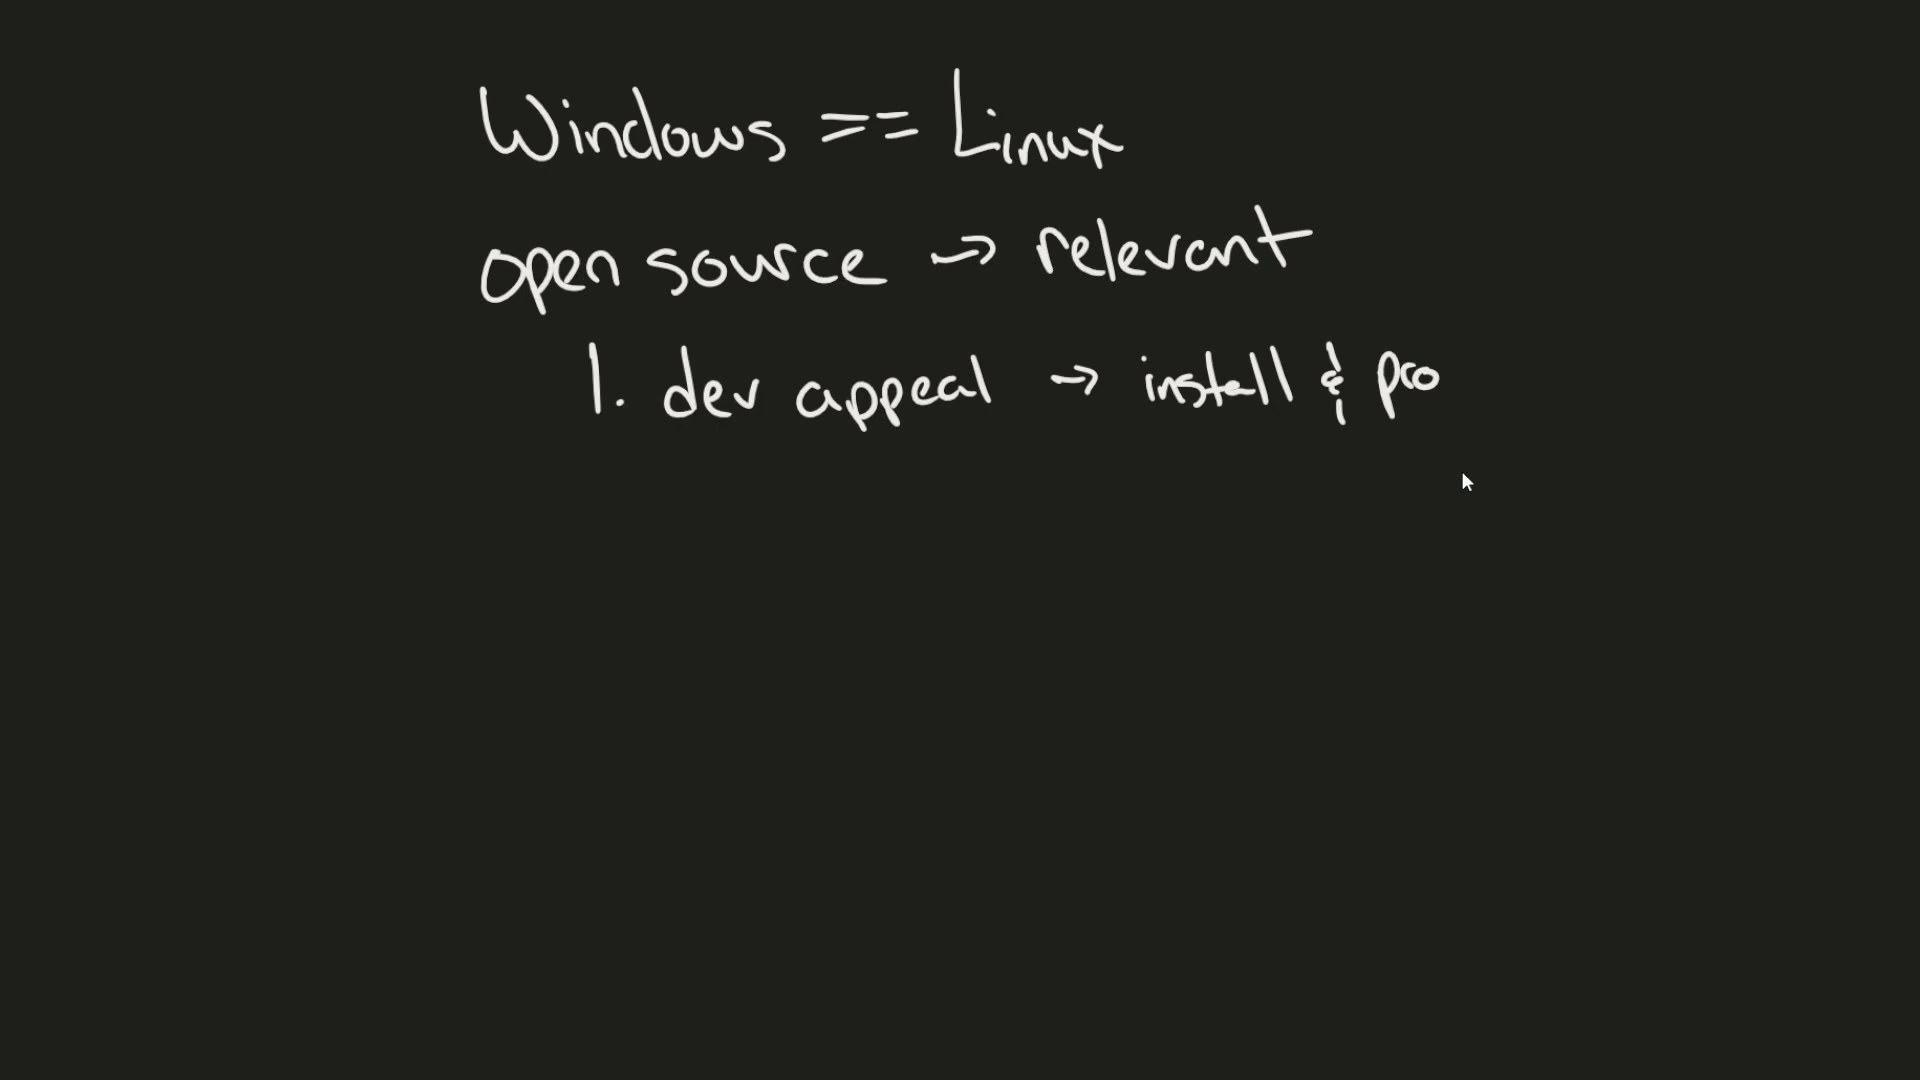 Windows == Linux
open source -> relevant
1. dev appeal -> install & pro